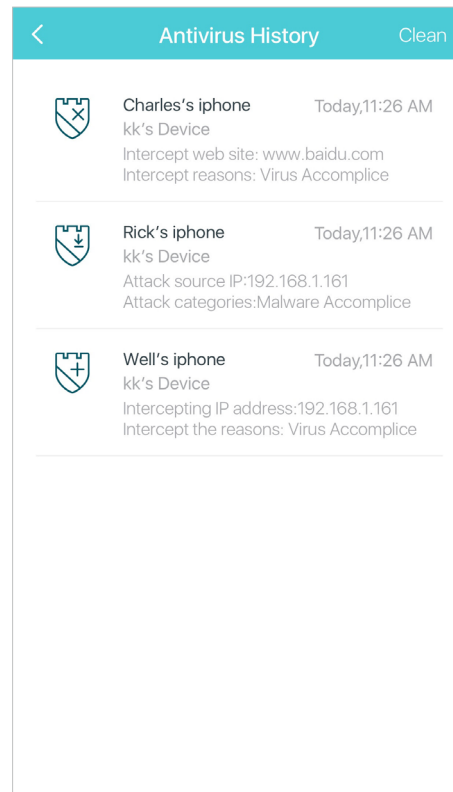 Antivirus History Clean
Charles's iphone Today,11:26 AM
kk's Device
Intercept web site: www.baidu.com
Intercept reasons: Virus Accomplice
Rick's iphone Today,11:26 AM
kk's Device
Attack source IP:192.168.1.161
Attack categories:Malware Accomplice
Well's iphone Today,11:26 AM
kk's Device
Intercepting IP address:192.168.1.161
Intercept the reasons: Virus Accomplice